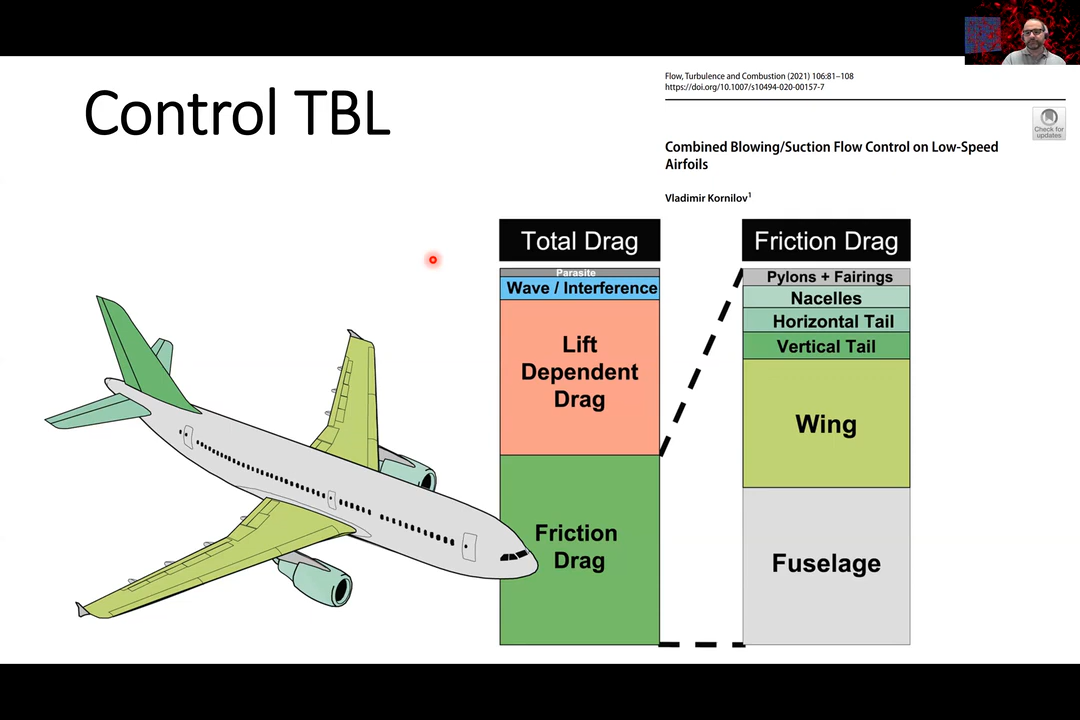 Control TBL
Flow, Turbulence and Combustion (2021) 106:81–108
https://doi.org/10.1007/s10494-020-00157-7
Check for
updates
Combined Blowing/Suction Flow Control on Low-Speed
Airfoils
Vladimir Kornilov1
Total Drag
Parasite
Wave / Interference
Lift
Dependent
Drag
Friction
Drag
Friction Drag
Pylons + Fairings
Nacelles
Horizontal Tail
Vertical Tail
Wing
Fuselage